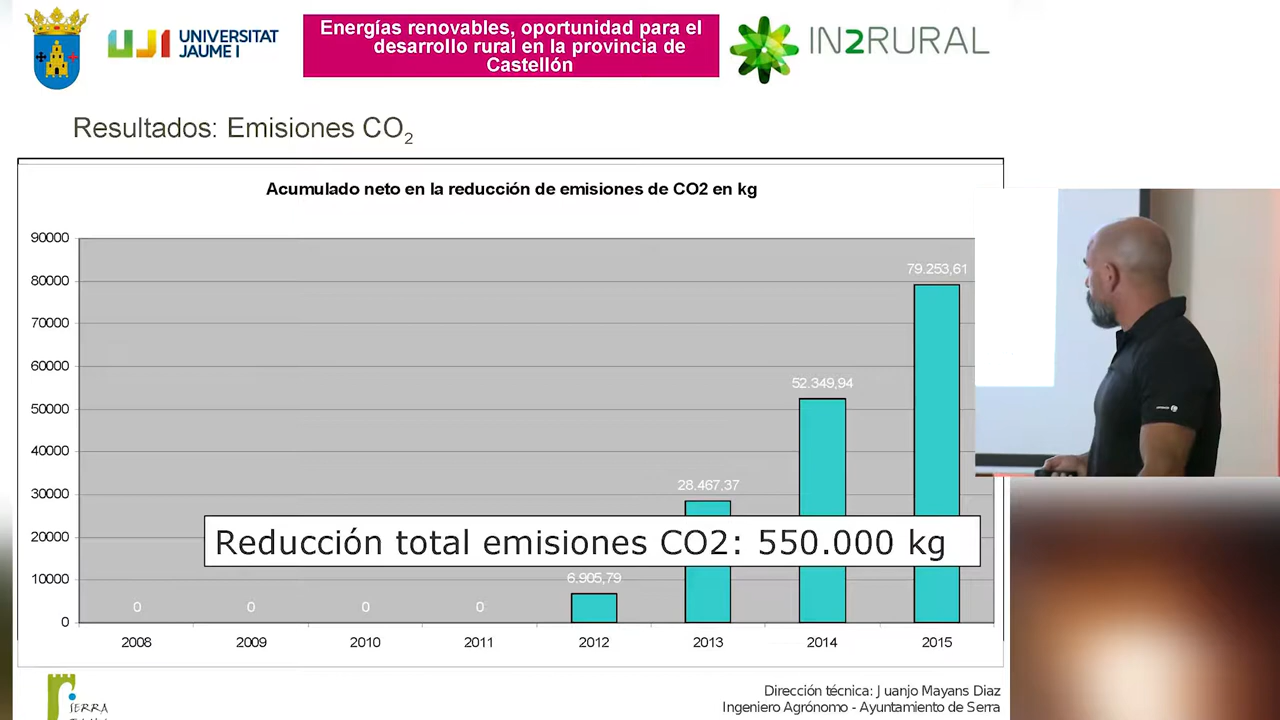 UJI UNIVERSITAT
JAUME I
Energías renovables, oportunidad para el
desarrollo rural en la provincia de
Castellón
IN2RURAL
Resultados: Emisiones CO2
Acumulado neto en la reducción de emisiones de CO2 en kg
90000
80000
70000
60000
50000
40000
30000
20000
10000
0
79.253,61
52.349,94
28.467,37
6.905,79
0 0 0 0
Reducción total emisiones CO2: 550.000 kg
2008 2009 2010 2011 2012 2013 2014 2015
SERRA
Dirección técnica: Juanjo Mayans Diaz
Ingeniero Agrónomo - Ayuntamiento de Serra